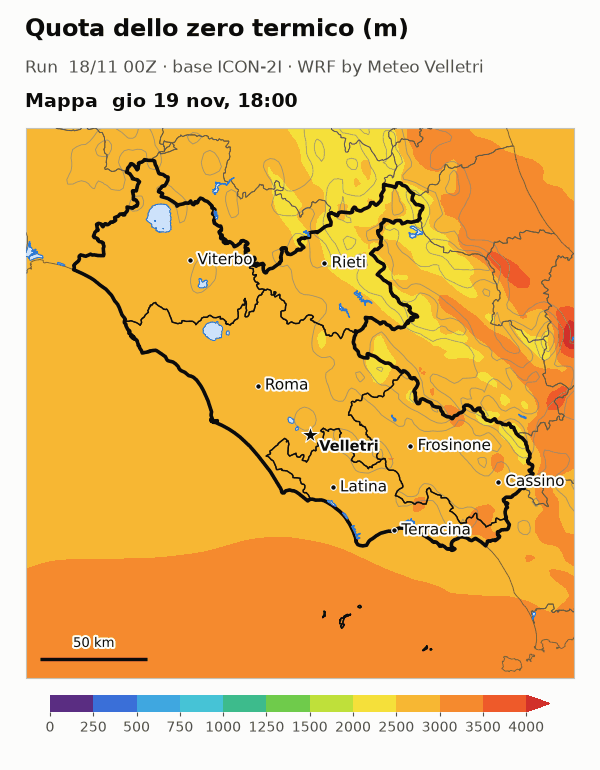 Quota dello zero termico (m)
Run  18/11 00Z · base ICON-2I · WRF by Meteo Velletri
Mappa  gio 19 nov, 18:00
Viterbo
Rieti
Roma
Velletri
Frosinone
Cassino
Latina
Terracina
50 km
0 250 500 750 1000 1250 1500 2000 2500 3000 3500 4000